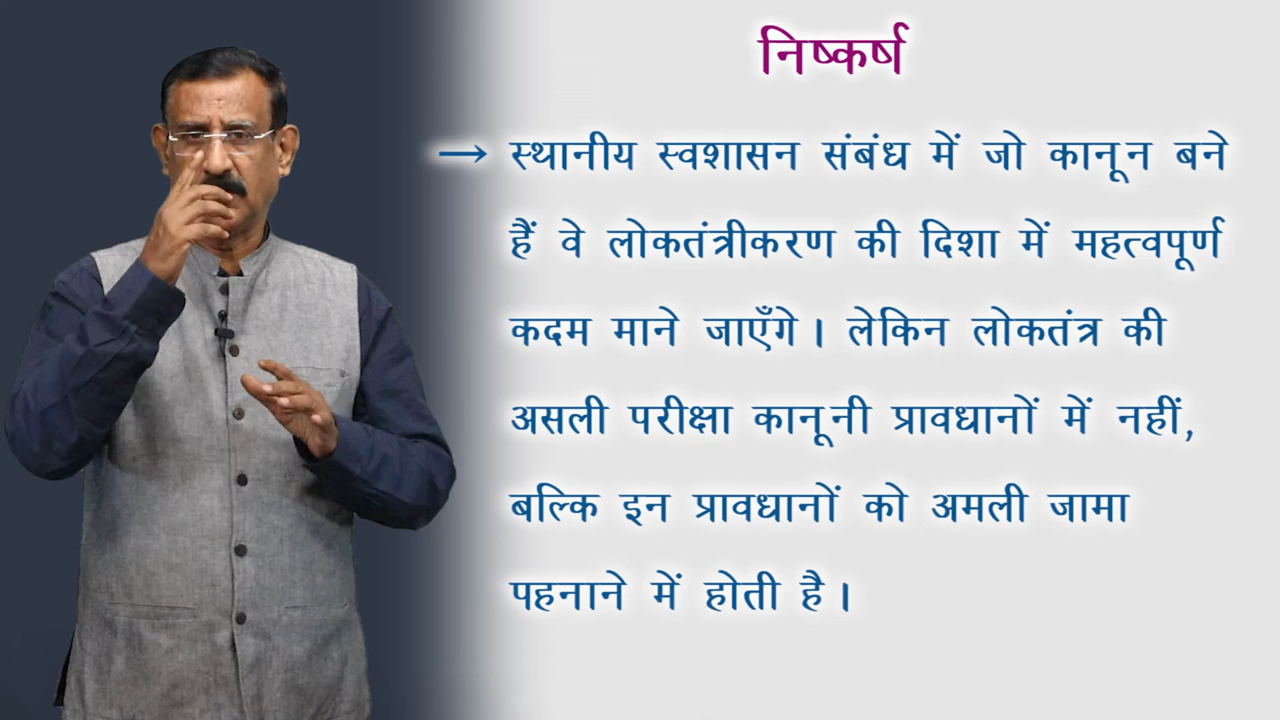 निष्कर्ष
→ स्थानीय स्वशासन संबंध में जो कानून बने
हैं वे लोकतंत्रीकरण की दिशा में महत्वपूर्ण
कदम माने जाएँगे। लेकिन लोकतंत्र की
असली परीक्षा कानूनी प्रावधानों में नहीं,
बल्कि इन प्रावधानों को अमली जामा
पहनाने में होती है।